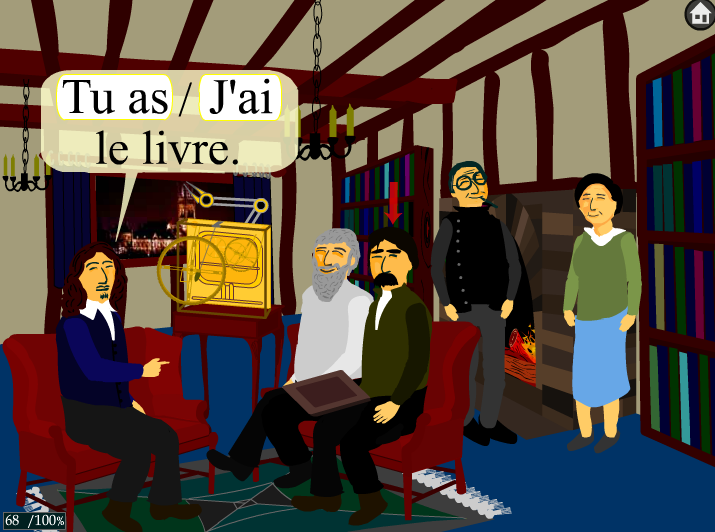 Tu as / J'ai
le livre.
68 /100%